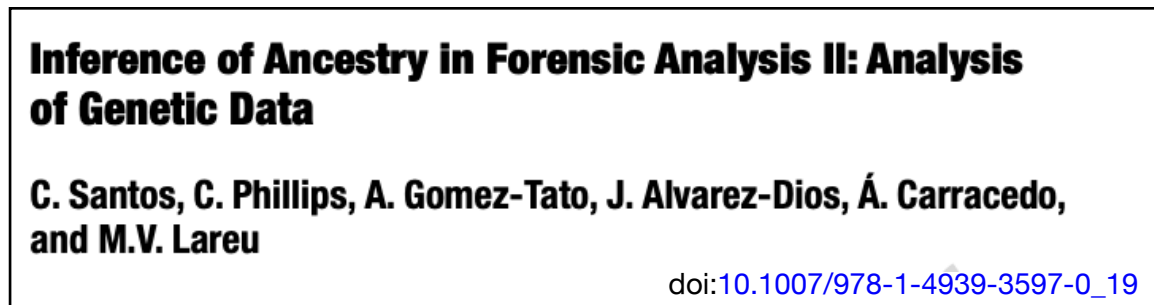 Inference of Ancestry in Forensic Analysis II: Analysis
of Genetic Data
C. Santos, C. Phillips, A. Gomez-Tato, J. Alvarez-Dios, Á. Carracedo,
and M.V. Lareu
doi:10.1007/978-1-4939-3597-0_19